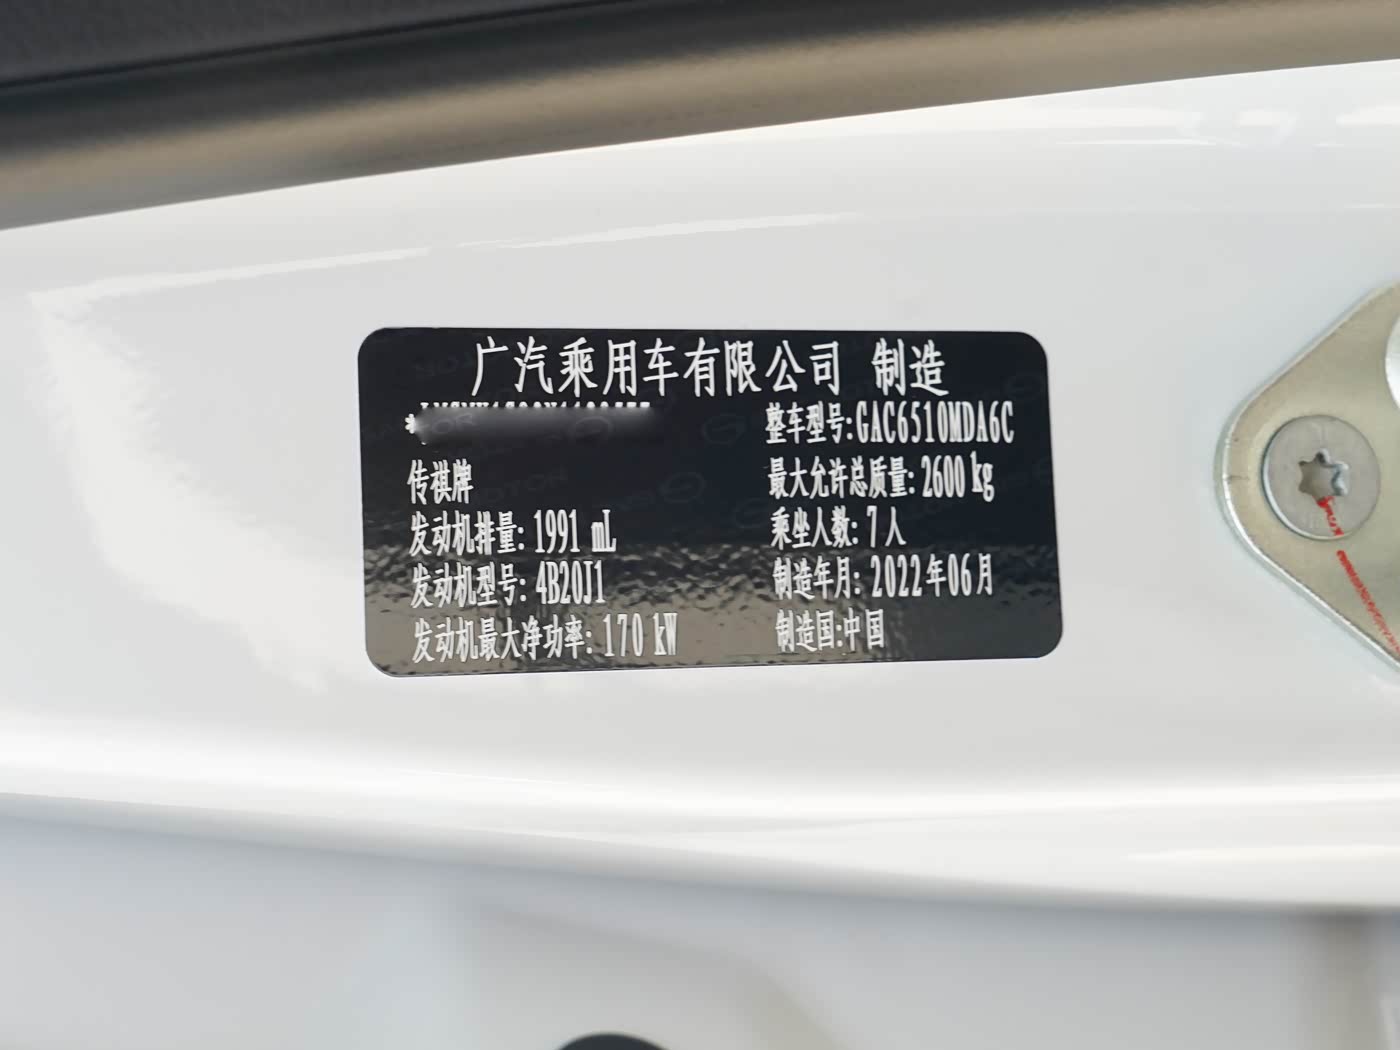 广汽乘用车有限公司 制造
整车型号:GAC6510MDA6C
传祺牌
最大允许总质量: 2600 kg
发动机排量: 1991 mL
乘坐人数: 7人
发动机型号: 4B20J1
制造年月: 2022年06月
发动机最大净功率: 170 kW
制造国:中国